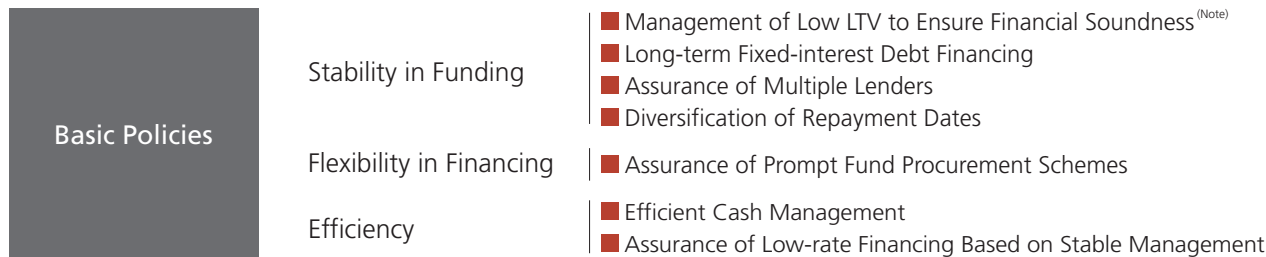 Basic Policies
Stability in Funding
Management of Low LTV to Ensure Financial Soundness (Note)
Long-term Fixed-interest Debt Financing
Assurance of Multiple Lenders
Diversification of Repayment Dates
Flexibility in Financing
Assurance of Prompt Fund Procurement Schemes
Efficiency
Efficient Cash Management
Assurance of Low-rate Financing Based on Stable Management